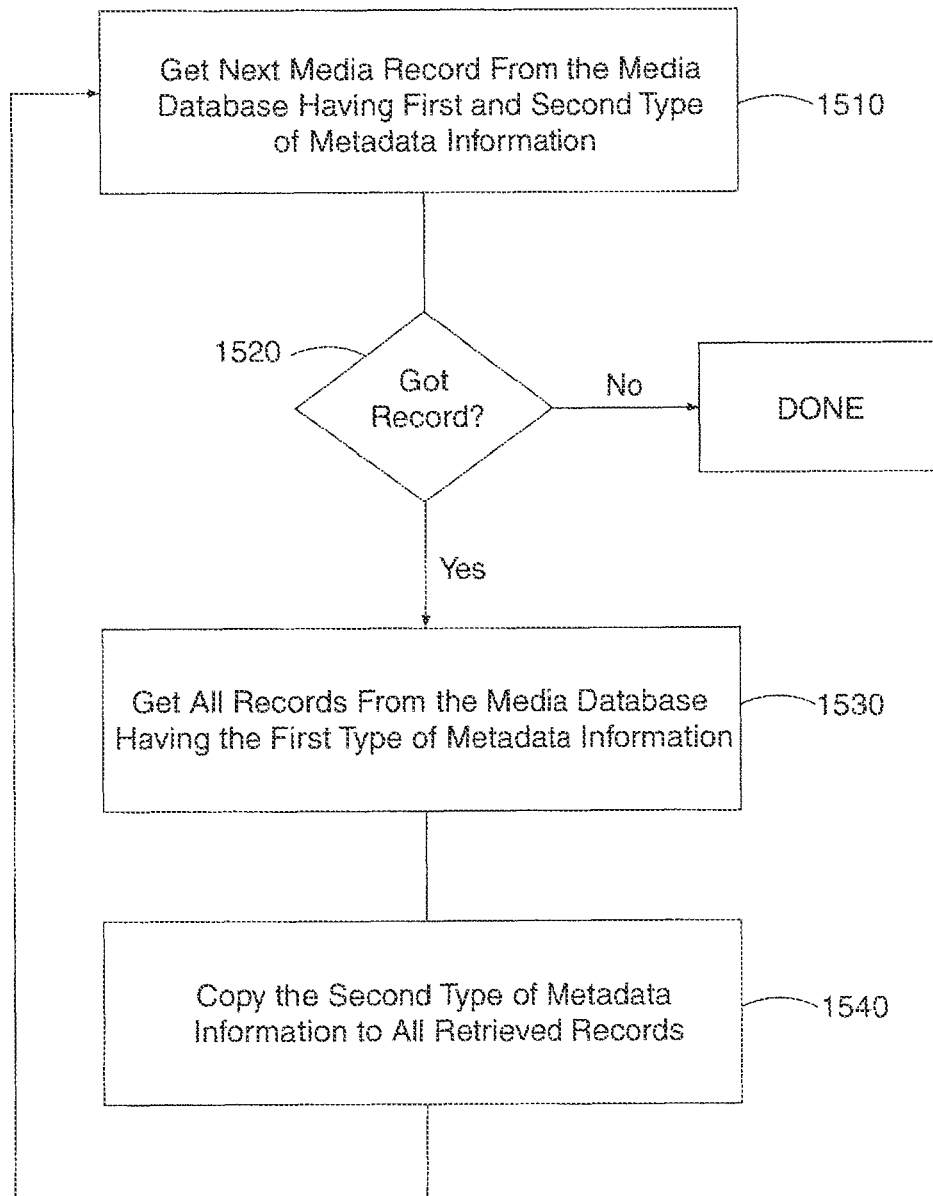 Get Next Media Record From the Media
Database Having First and Second Type
of Metadata Information
1510
1520
Got
Record?
No
DONE
Yes
Get All Records From the Media Database
Having the First Type of Metadata Information
1530
Copy the Second Type of Metadata
Information to All Retrieved Records
1540